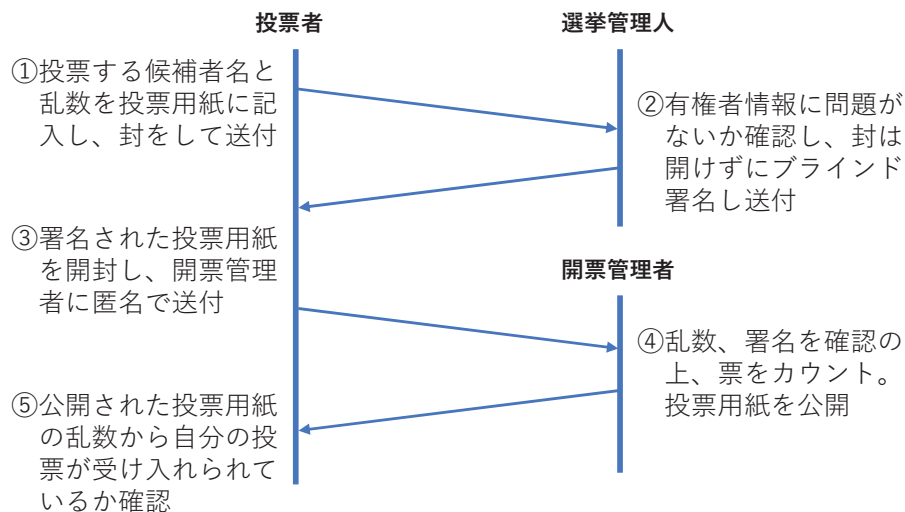 投票者
選挙管理人
①投票する候補者名と
乱数を投票用紙に記
入し、封をして送付
②有権者情報に問題が
ないか確認し、封は
開けずにブラインド
署名し送付
③署名された投票用紙
を開封し、開票管理
者に匿名で送付
開票管理者
④乱数、署名を確認の
上、票をカウント。
投票用紙を公開
⑤公開された投票用紙
の乱数から自分の投
票が受け入れられて
いるか確認